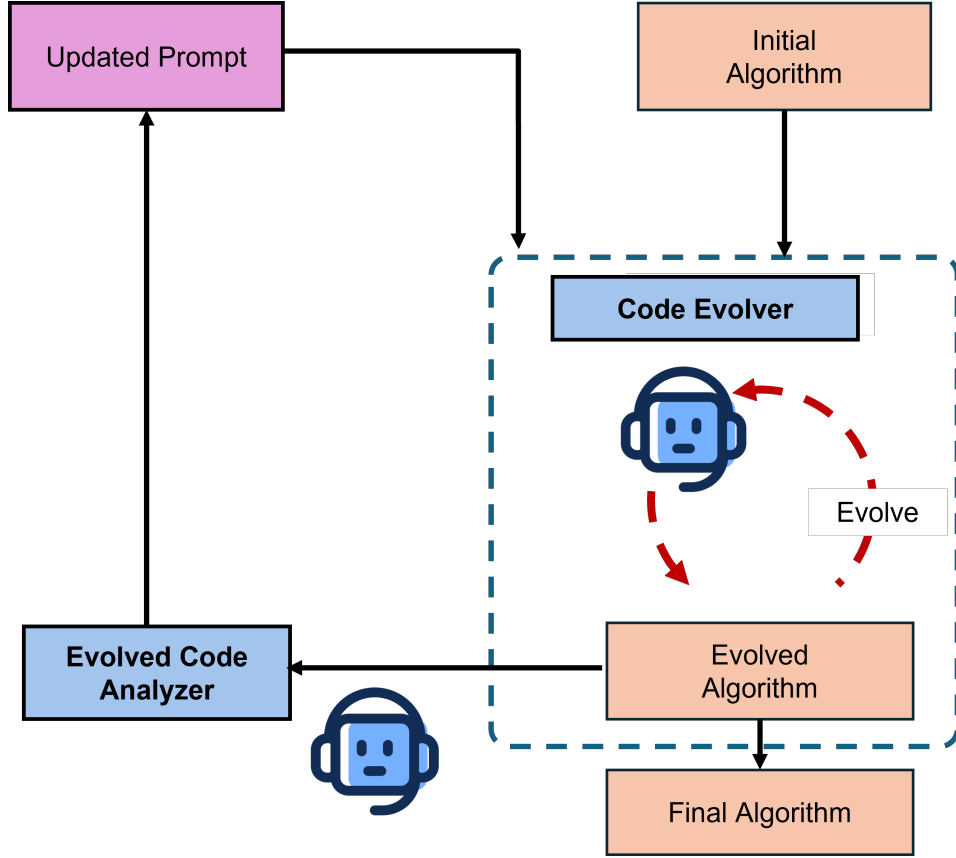 Updated Prompt
Initial
Algorithm
Code Evolver
Evolve
Evolved Code
Analyzer
Evolved
Algorithm
Final Algorithm